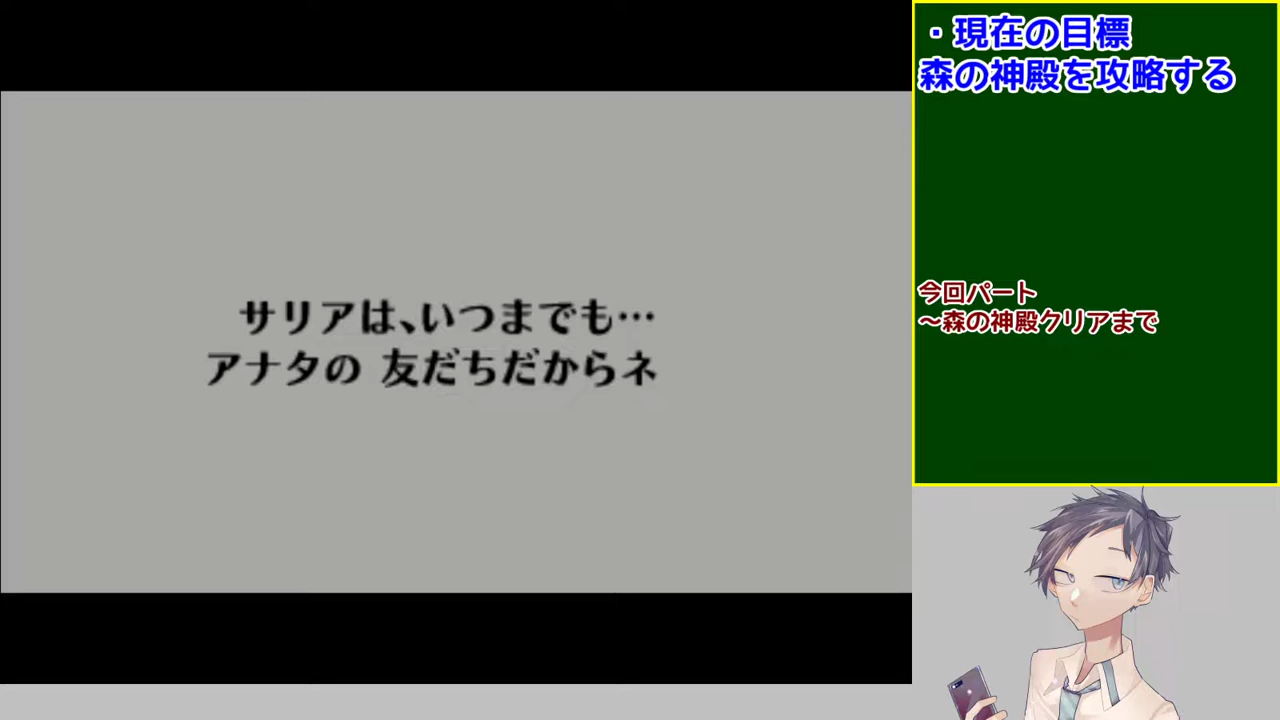 サリアは､いつまでも…
アナタの 友だちだからネ
・現在の目標
森の神殿を攻略する
今回パート
～森の神殿クリアまで